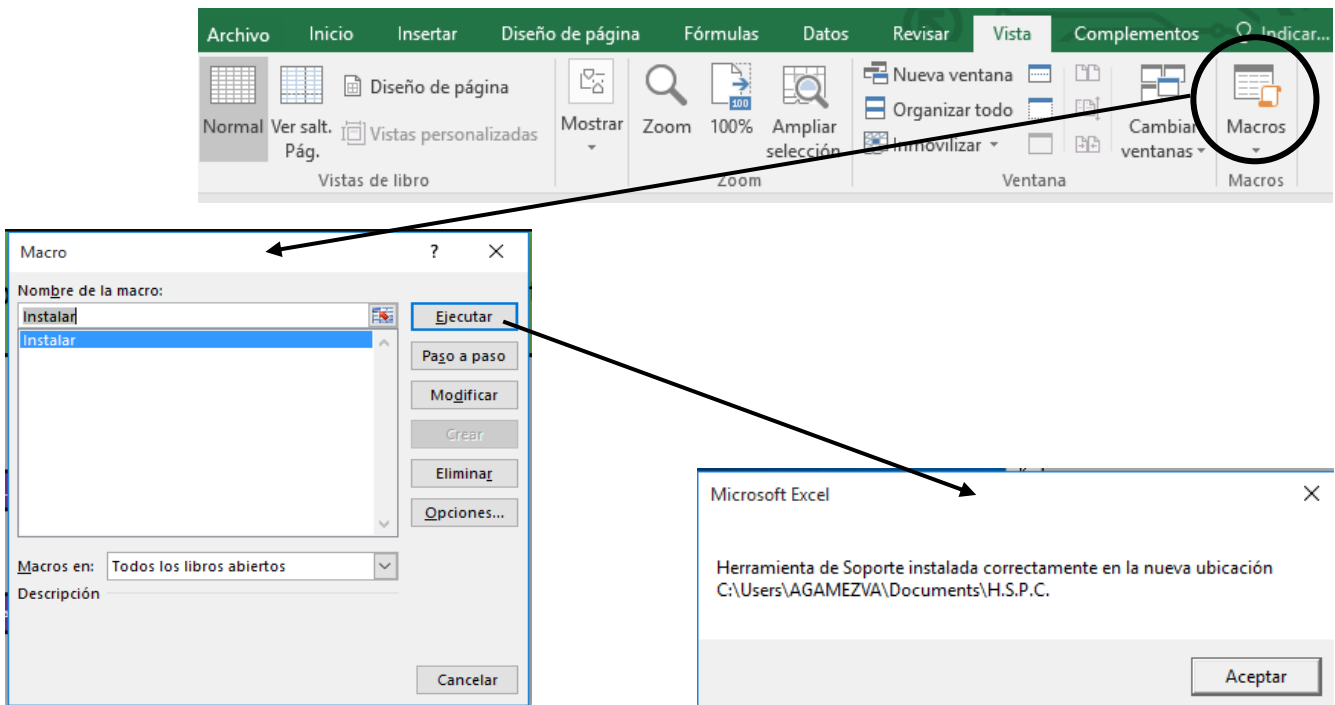 Archivo Inicio Insertar Diseño de página Fórmulas Datos Revisar Vista Complementos Indicar...
Normal
Ver salt. Pág.
Diseño de página
Vistas personalizadas
Vistas de libro
Mostrar
Zoom
100
100%
Ampliar
selección
Zoom
Nueva ventana
Organizar todo
Inmovilizar
Cambiar
ventanas
Ventana
Macros
Macros
Macro ?
Nombre de la macro:
Instalar
Instalar
Ejecutar
Paso a paso
Modificar
Crear
Eliminar
Opciones...
Macros en: Todos los libros abiertos
Descripción
Cancelar
Microsoft Excel
Herramienta de Soporte instalada correctamente en la nueva ubicación
C:\Users\AGAMEZVA\Documents\H.S.P.C.
Aceptar